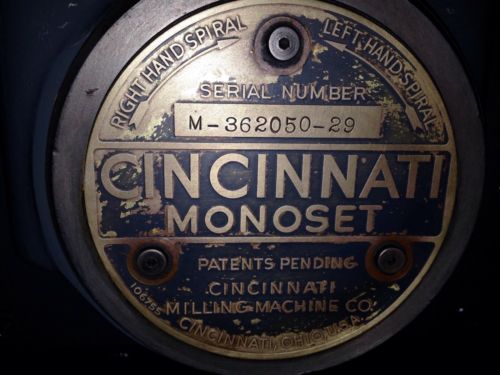 RIGHT HAND SPIRAL
LEFT HAND SPIRAL
SERIAL NUMBER
M-362050-29
CINCINNATI
MONOSET
PATENTS PENDING
CINCINNATI
MILLING MACHINE CO.
CINCINNATI, OHIO, U.S.A.
106755